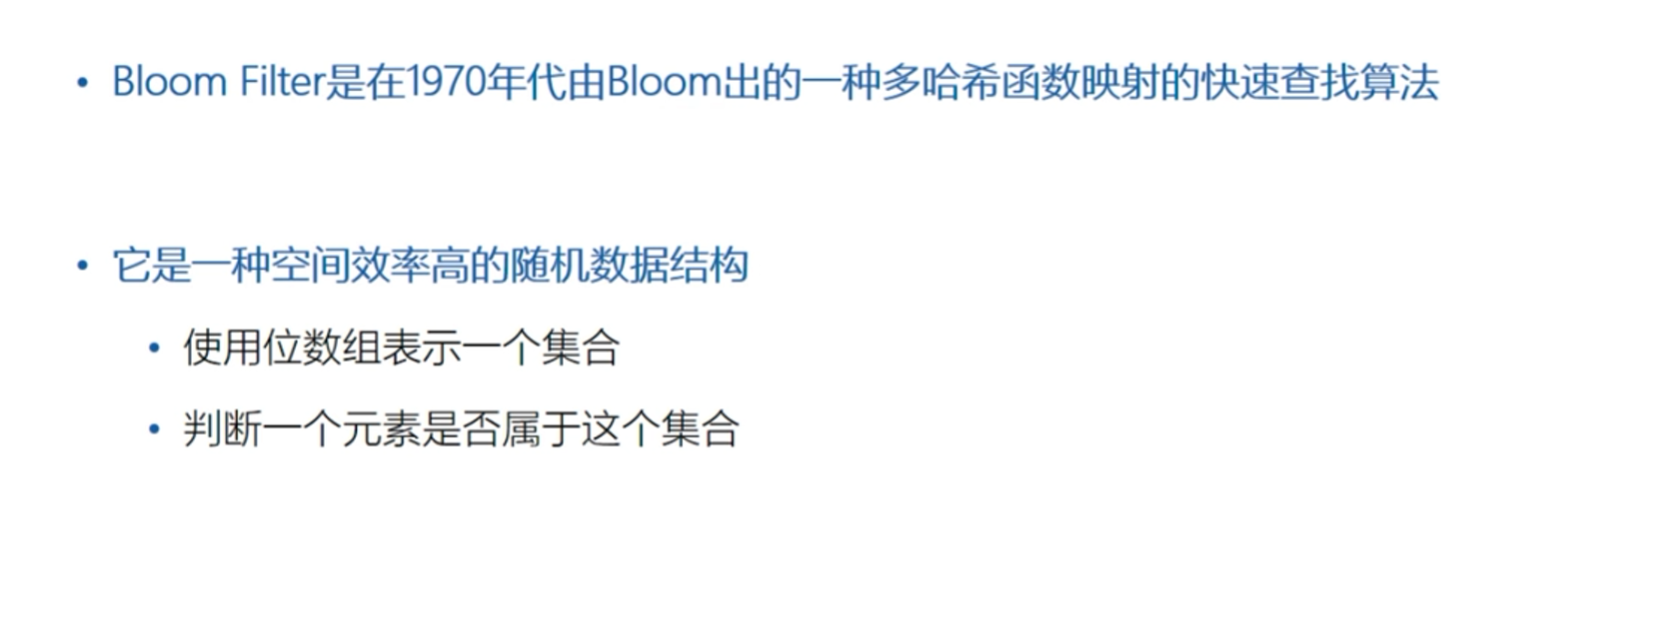 • Bloom Filter是在1970年代由Bloom出的一种多哈希函数映射的快速查找算法
• 它是一种空间效率高的随机数据结构
• 使用位数组表示一个集合
• 判断一个元素是否属于这个集合